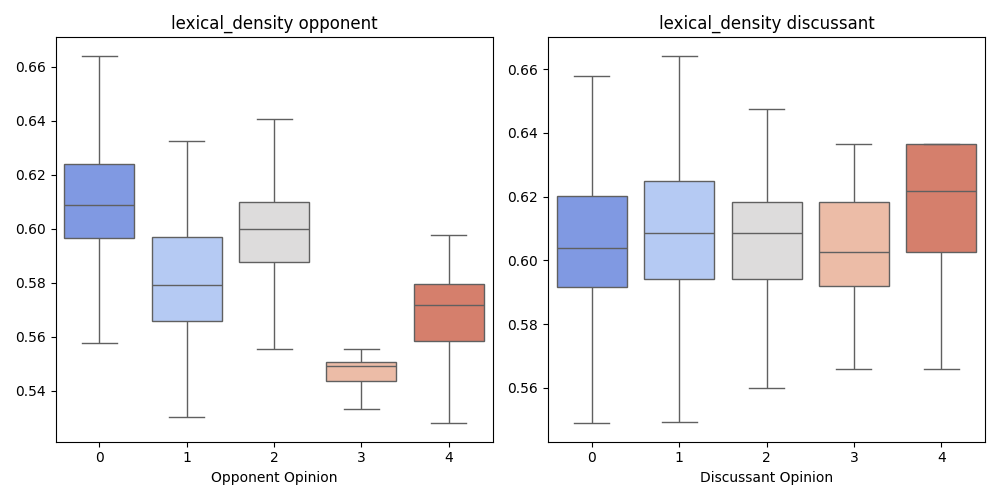 lexical_density opponent
0.66
0.64
0.62
0.60
0.58
0.56
0.54
0 1 2 3 4
Opponent Opinion
lexical_density discussant
0.66
0.64
0.62
0.60
0.58
0.56
0 1 2 3 4
Discussant Opinion